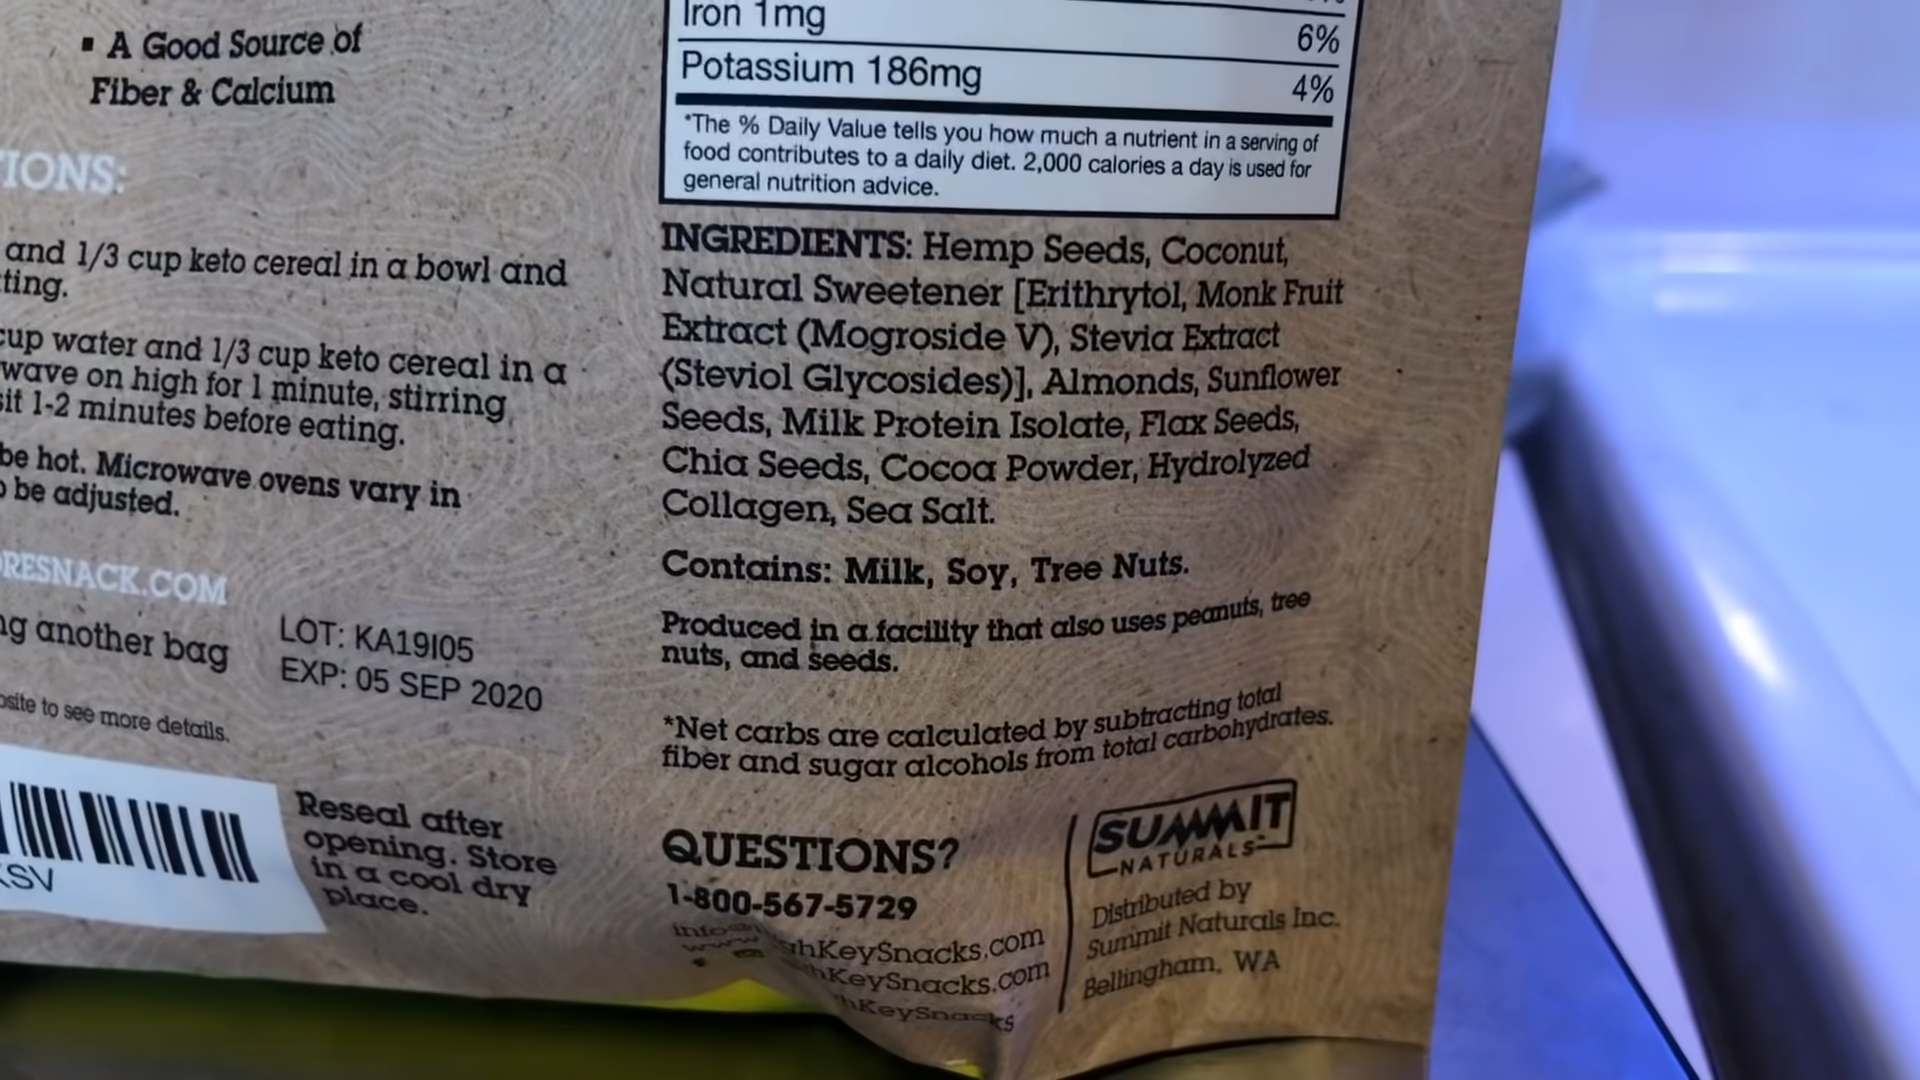 ▪ A Good Source of
Fiber & Calcium
IONS:
and 1/3 cup keto cereal in a bowl and
ting.
cup water and 1/3 cup keto cereal in a
wave on high for 1 minute, stirring
sit 1-2 minutes before eating.
be hot. Microwave ovens vary in
o be adjusted.
RESNACK.COM
ng another bag
LOT: KA19I05
EXP: 05 SEP 2020
bsite to see more details.
KSV
Reseal after
opening. Store
in a cool dry
place.
Iron 1mg 6%
Potassium 186mg 4%
*The % Daily Value tells you how much a nutrient in a serving of
food contributes to a daily diet. 2,000 calories a day is used for
general nutrition advice.
INGREDIENTS: Hemp Seeds, Coconut,
Natural Sweetener [Erithrytol, Monk Fruit
Extract (Mogroside V), Stevia Extract
(Steviol Glycosides)], Almonds, Sunflower
Seeds, Milk Protein Isolate, Flax Seeds,
Chia Seeds, Cocoa Powder, Hydrolyzed
Collagen, Sea Salt.
Contains: Milk, Soy, Tree Nuts.
Produced in a facility that also uses peanuts, tree
nuts, and seeds.
*Net carbs are calculated by subtracting total
fiber and sugar alcohols from total carbohydrates.
QUESTIONS?
1-800-567-5729
ghKeySnacks.com
hKeySnacks.com
hKeySnacks
SUMMIT
NATURALS
Distributed by
Summit Naturals Inc.
Bellingham, WA